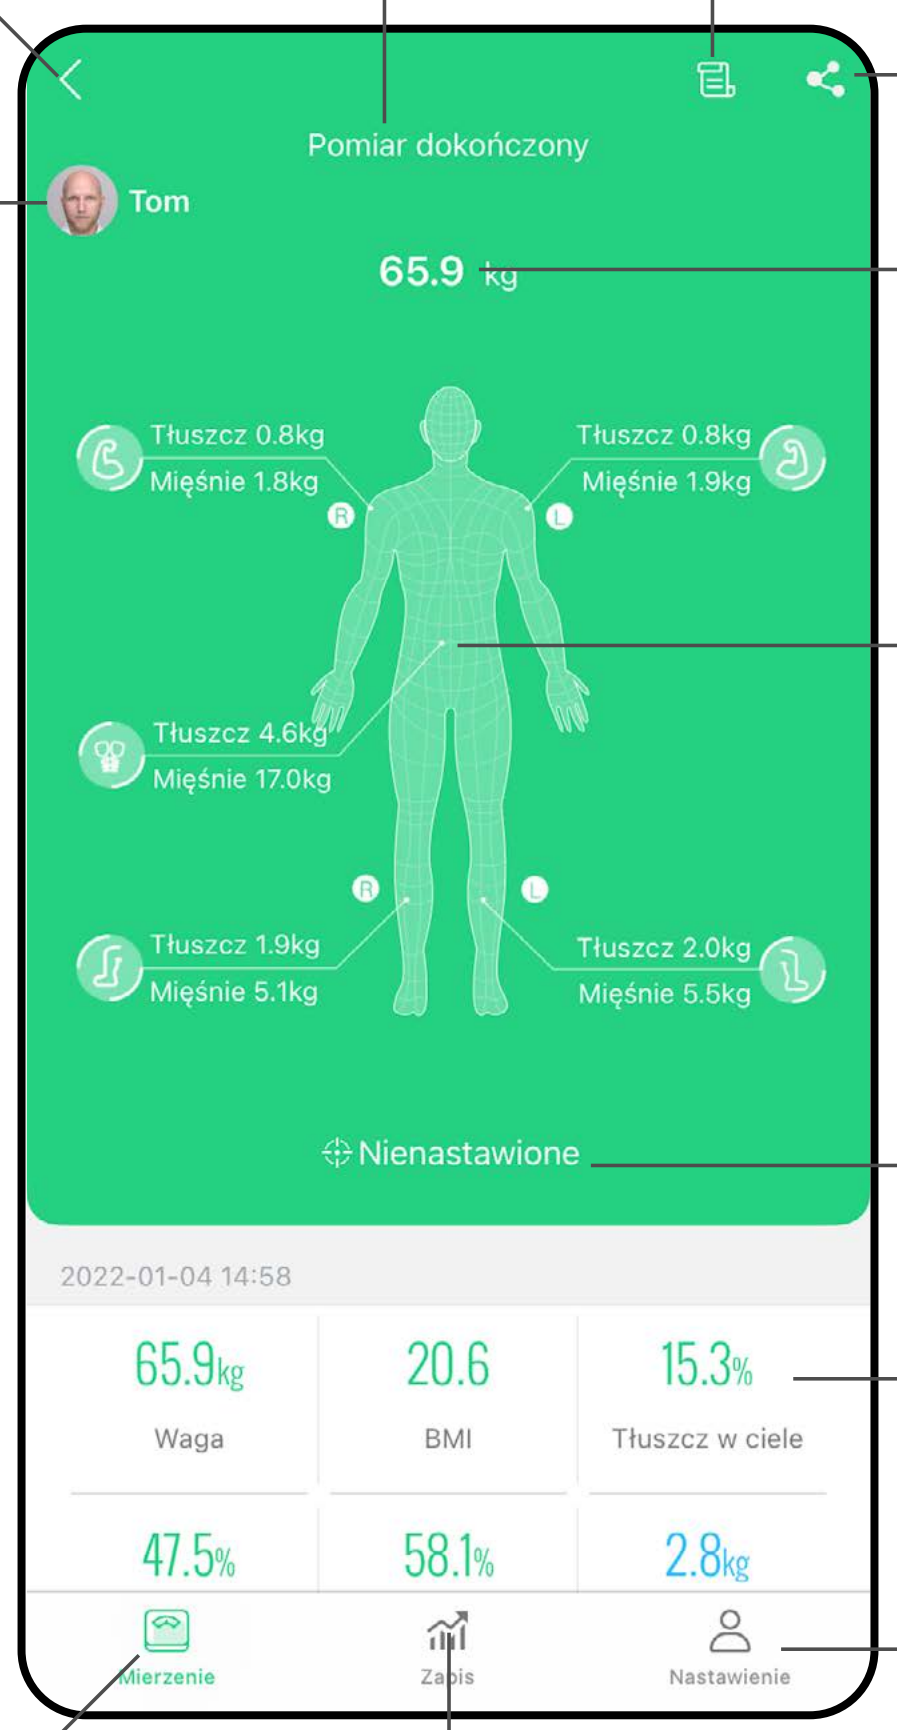 Pomiar dokończony
Tom
65.9 kg
Tłuszcz 0.8kg
Mięśnie 1.8kg
R
Tłuszcz 0.8kg
Mięśnie 1.9kg
L
Tłuszcz 4.6kg
Mięśnie 17.0kg
R
L
Tłuszcz 1.9kg
Mięśnie 5.1kg
Tłuszcz 2.0kg
Mięśnie 5.5kg
Nienastawione
2022-01-04 14:58
65.9kg
Waga
20.6
BMI
15.3%
Tłuszcz w ciele
47.5%
58.1%
2.8kg
Mierzenie
Zapis
Nastawienie